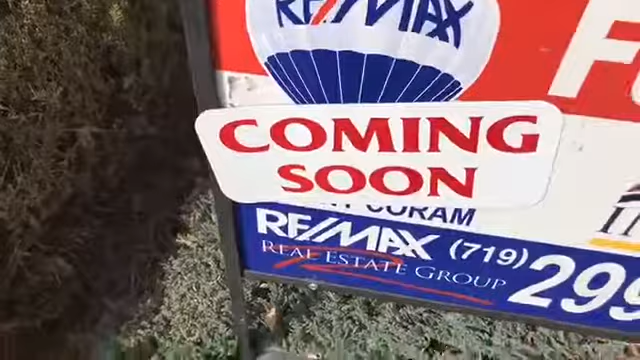 RE/MAX
COMING
SOON
CORAM
RE/MAX (719) 299
REAL ESTATE GROUP